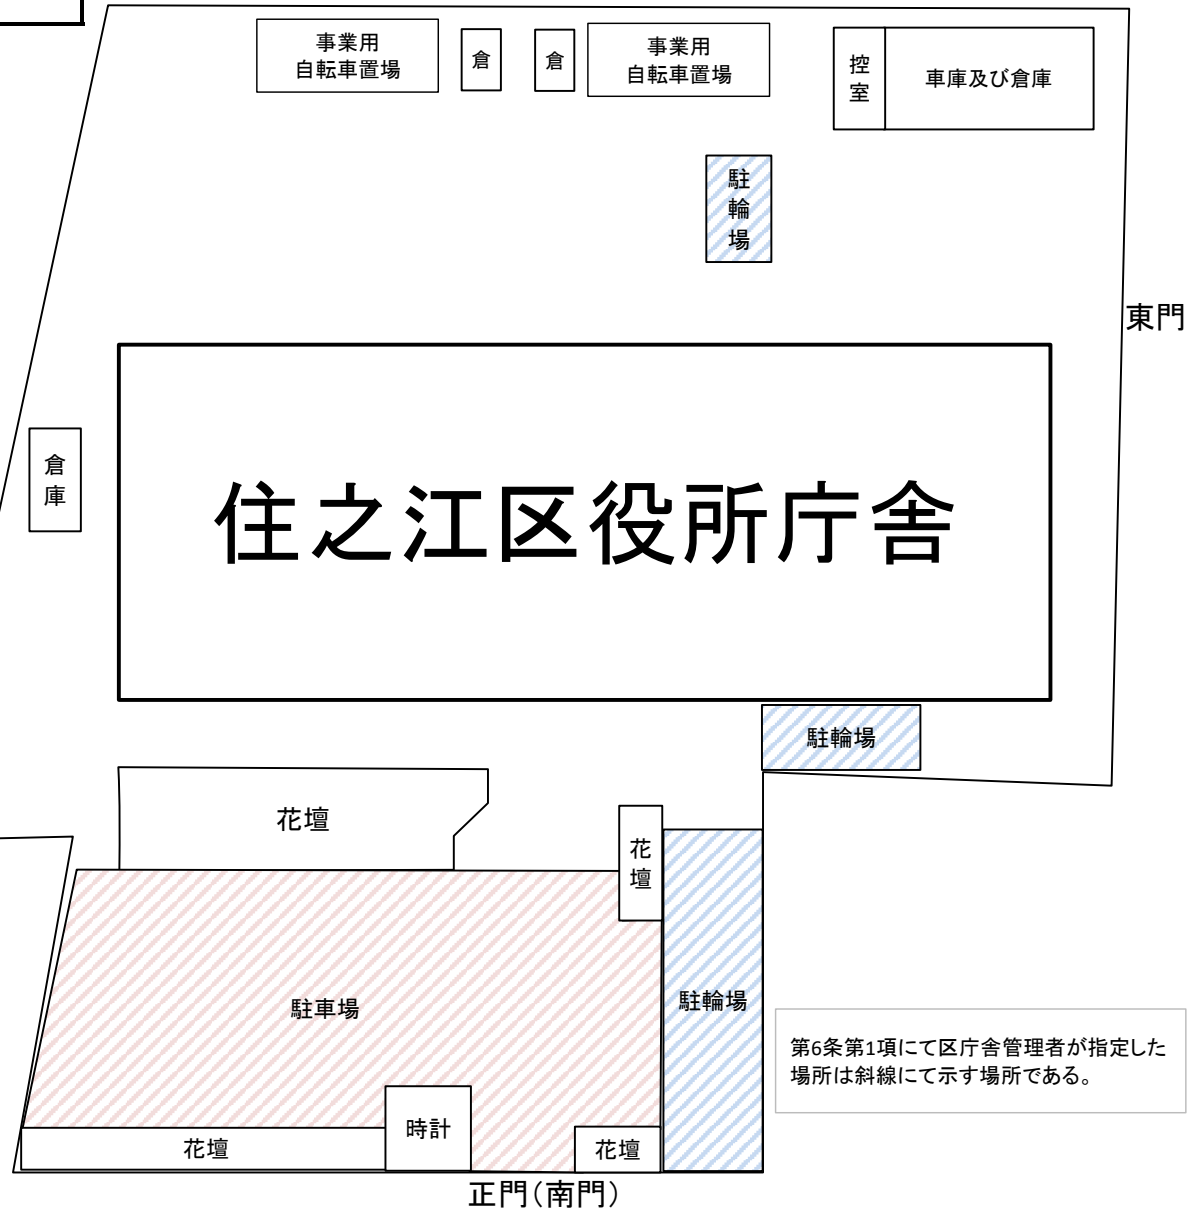 事業用
自転車置場
倉
倉
事業用
自転車置場
控室
車庫及び倉庫
駐輪場
東門
倉庫
住之江区役所庁舎
駐輪場
花壇
花壇
駐車場
駐輪場
第6条第1項にて区庁舎管理者が指定した
場所は斜線にて示す場所である。
時計
花壇
花壇
正門(南門)